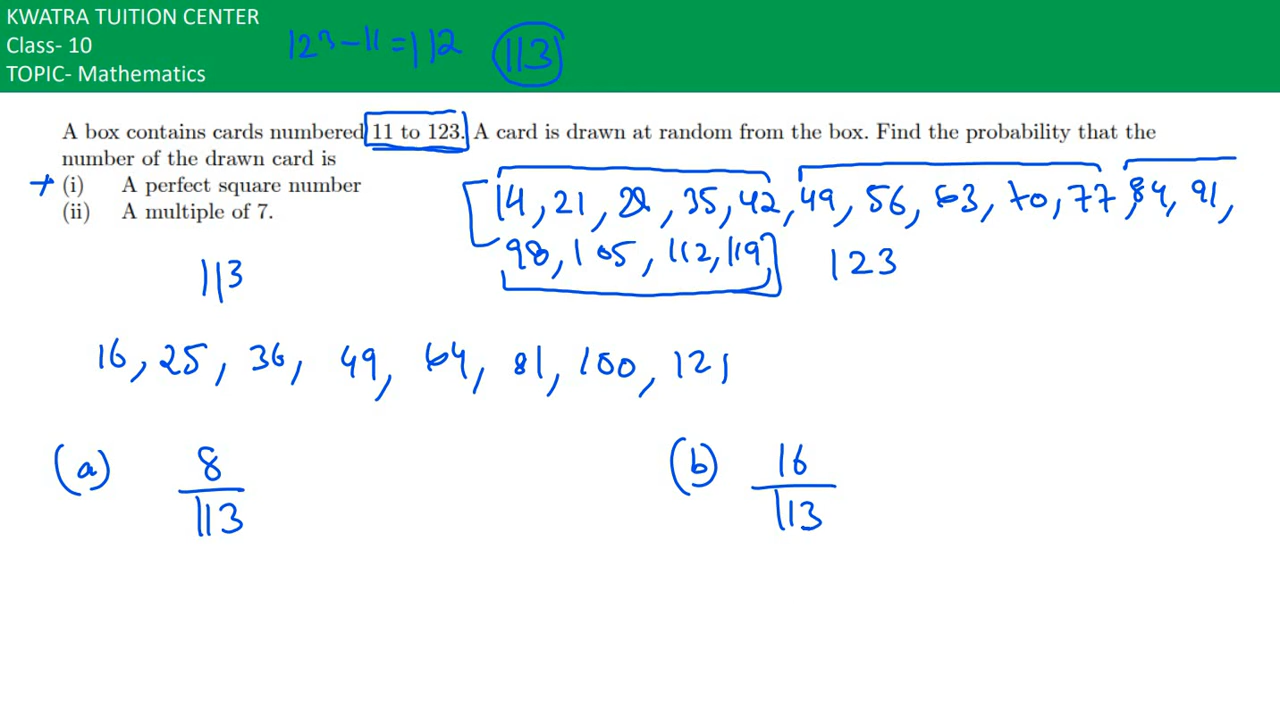 KWATRA TUITION CENTER
Class- 10
TOPIC- Mathematics
123-11=112 113
A box contains cards numbered 11 to 123. A card is drawn at random from the box. Find the probability that the
number of the drawn card is
(i) A perfect square number
(ii) A multiple of 7.
14, 21, 28, 35, 42, 49, 56, 63, 70, 77, 84, 91,
98, 105, 112, 119 123
113
16, 25, 36, 49, 64, 81, 100, 121
(a) 8/113 (b) 16/113